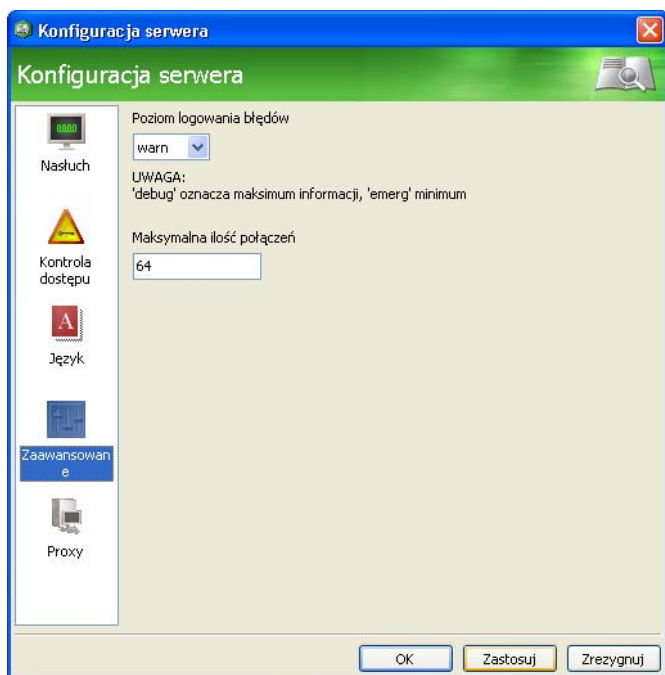 Konfiguracja serwera
Konfiguracja serwera
Nasłuch
Kontrola
dostępu
A
Język
Zaawansowan
e
Proxy
Poziom logowania błędów
warn
UWAGA:
'debug' oznacza maksimum informacji, 'emerg' minimum
Maksymalna ilość połączeń
64
OK
Zastosuj
Zrezygnuj